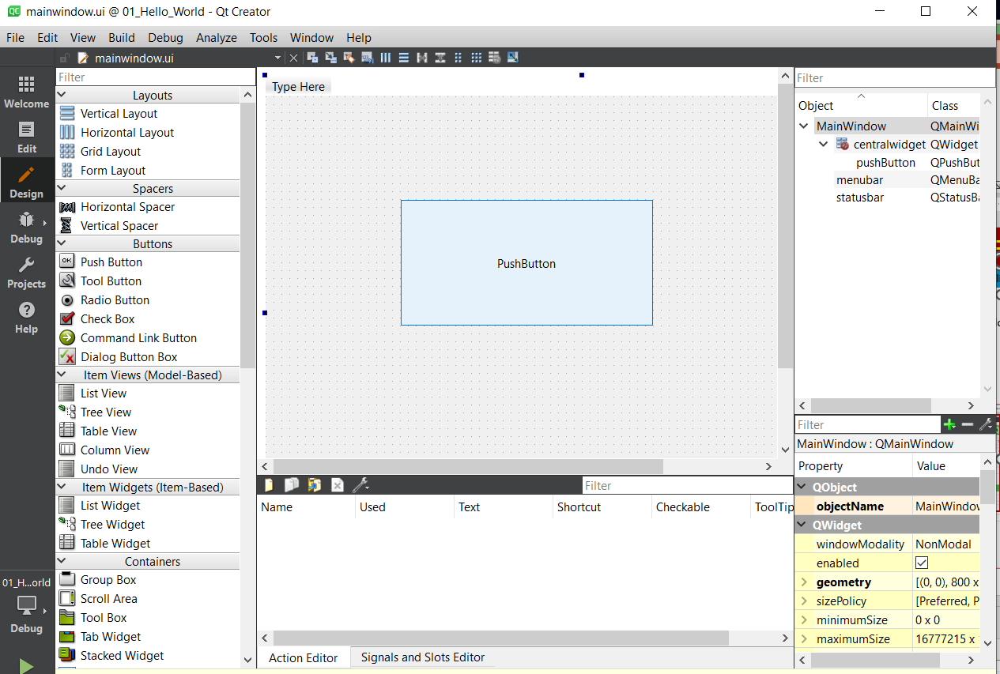 mainwindow.ui @ 01_Hello_World - Qt Creator
File Edit View Build Debug Analyze Tools Window Help
mainwindow.ui
Welcome
Edit
Design
Debug
Projects
Help
01_H...orld
Debug
Filter
Layouts
Vertical Layout
Horizontal Layout
Grid Layout
Form Layout
Spacers
Horizontal Spacer
Vertical Spacer
Buttons
OK Push Button
Tool Button
Radio Button
Check Box
Command Link Button
Dialog Button Box
Item Views (Model-Based)
List View
Tree View
Table View
Column View
Undo View
Item Widgets (Item-Based)
List Widget
Tree Widget
Table Widget
Containers
Group Box
Scroll Area
Tool Box
Tab Widget
Stacked Widget
Type Here
PushButton
Filter
Name Used Text Shortcut Checkable ToolTip
Action Editor Signals and Slots Editor
Filter
Object Class
MainWindow QMainWi
centralwidget QWidget
pushButton QPushBut
menubar QMenuBa
statusbar QStatusBa
Filter
MainWindow : QMainWindow
Property Value
QObject
objectName MainWindow
QWidget
windowModality NonModal
enabled
geometry [(0, 0), 800 x
sizePolicy [Preferred, P
minimumSize 0 x 0
maximumSize 16777215 x